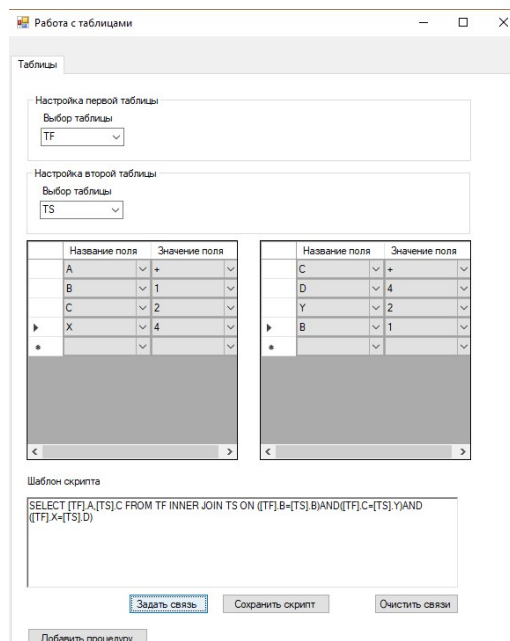 Работа с таблицами
Таблицы
Настройка первой таблицы
Выбор таблицы
TF
Настройка второй таблицы
Выбор таблицы
TS
Название поля Значение поля
A +
B 1
C 2
X 4
Название поля Значение поля
C +
D 4
Y 2
B 1
Шаблон скрипта
SELECT [TF].A,[TS].C FROM TF INNER JOIN TS ON ([TF].B=[TS].B)AND([TF].C=[TS].Y)AND
([TF].X=[TS].D)
Задать связь Сохранить скрипт Очистить связи
Добавить процедуру